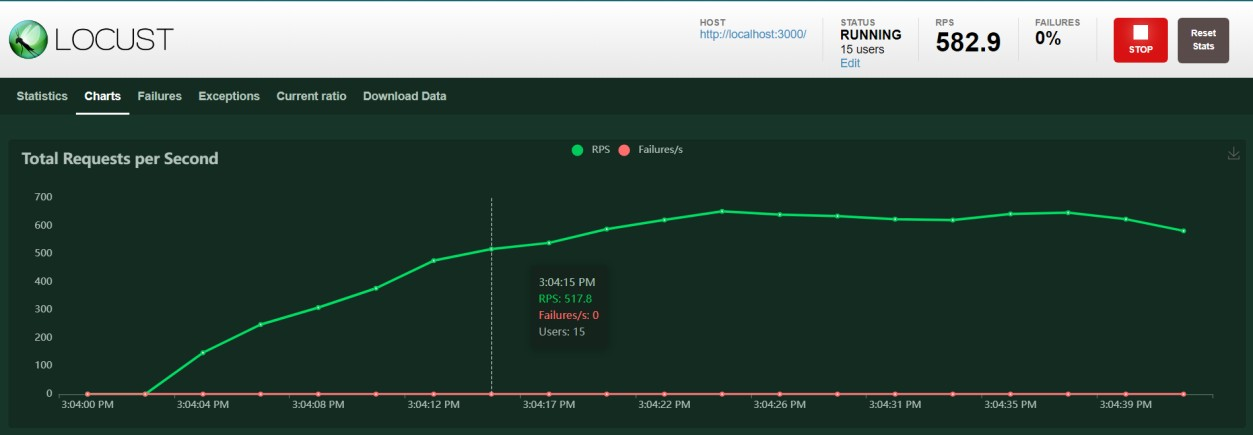 LOCUST
HOST
http://localhost:3000/
STATUS
RUNNING
15 users
Edit
RPS
582.9
FAILURES
0%
STOP
Reset
Stats
Statistics Charts Failures Exceptions Current ratio Download Data
Total Requests per Second
RPS Failures/s
700
600
500
400
300
200
100
0
3:04:15 PM
RPS: 517.8
Failures/s: 0
Users: 15
3:04:00 PM 3:04:04 PM 3:04:08 PM 3:04:12 PM 3:04:17 PM 3:04:22 PM 3:04:26 PM 3:04:31 PM 3:04:35 PM 3:04:39 PM